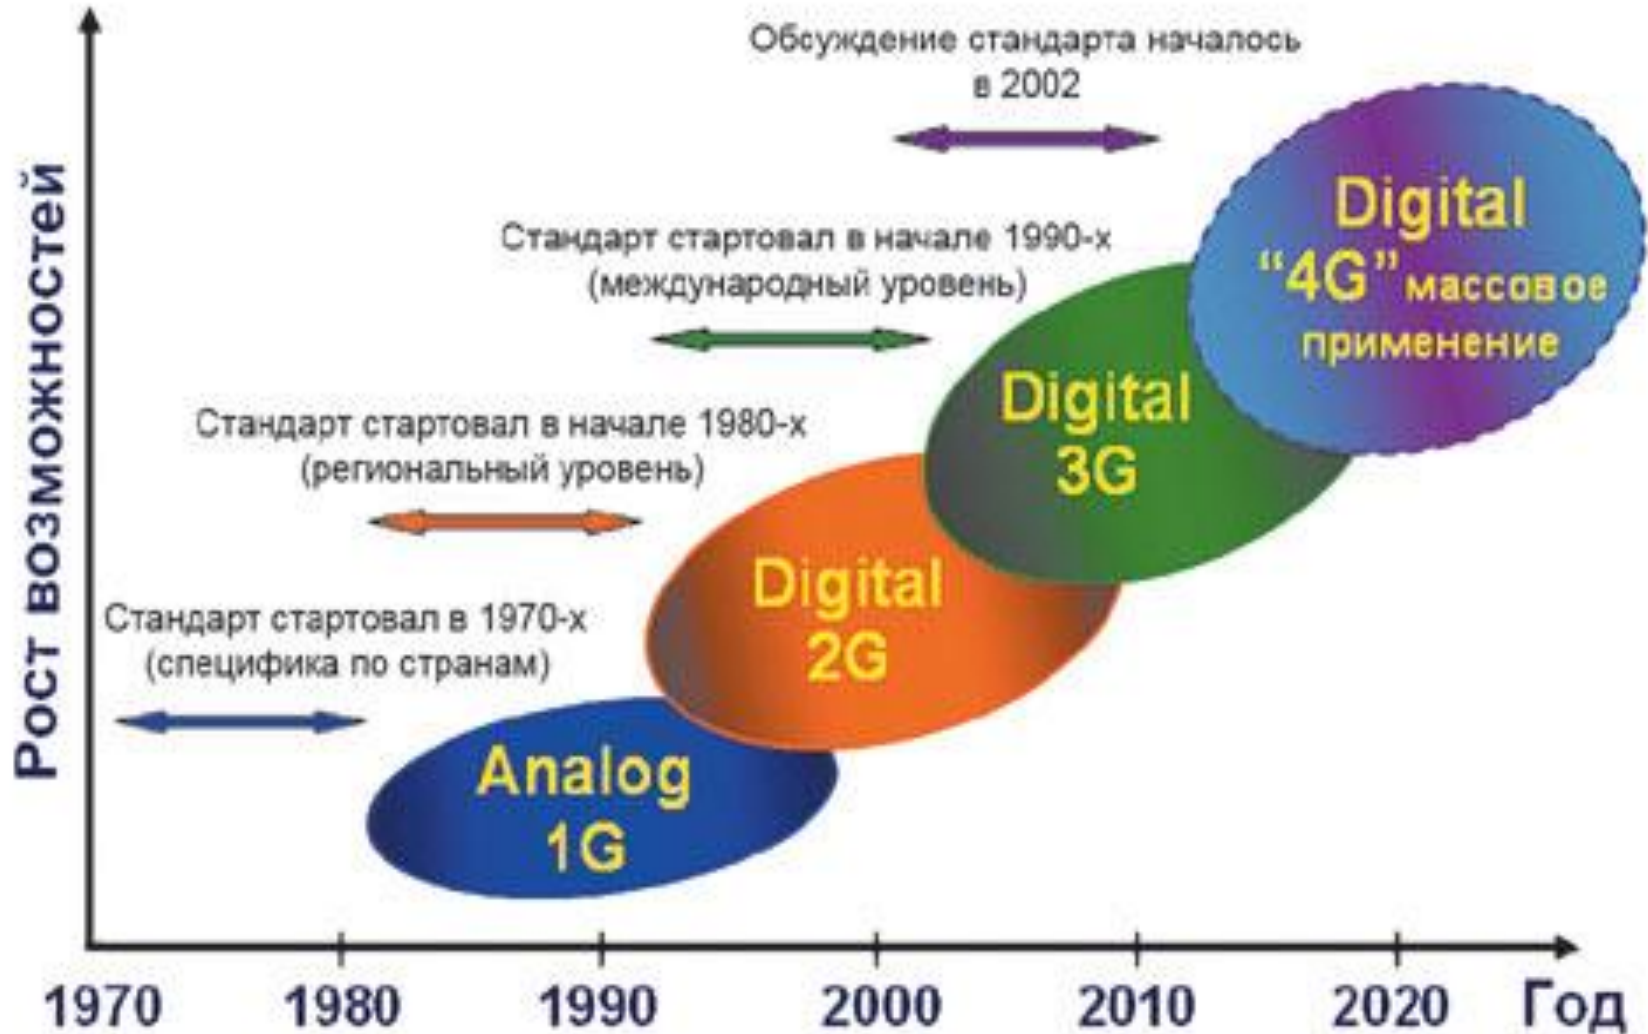 Обсуждение стандарта началось
в 2002
Digital
“4G” массовое
применение
Стандарт стартовал в начале 1990-х
(международный уровень)
Digital
3G
Стандарт стартовал в начале 1980-х
(региональный уровень)
Digital
2G
Стандарт стартовал в 1970-х
(специфика по странам)
Analog
1G
Рост возможностей
1970 1980 1990 2000 2010 2020 Год